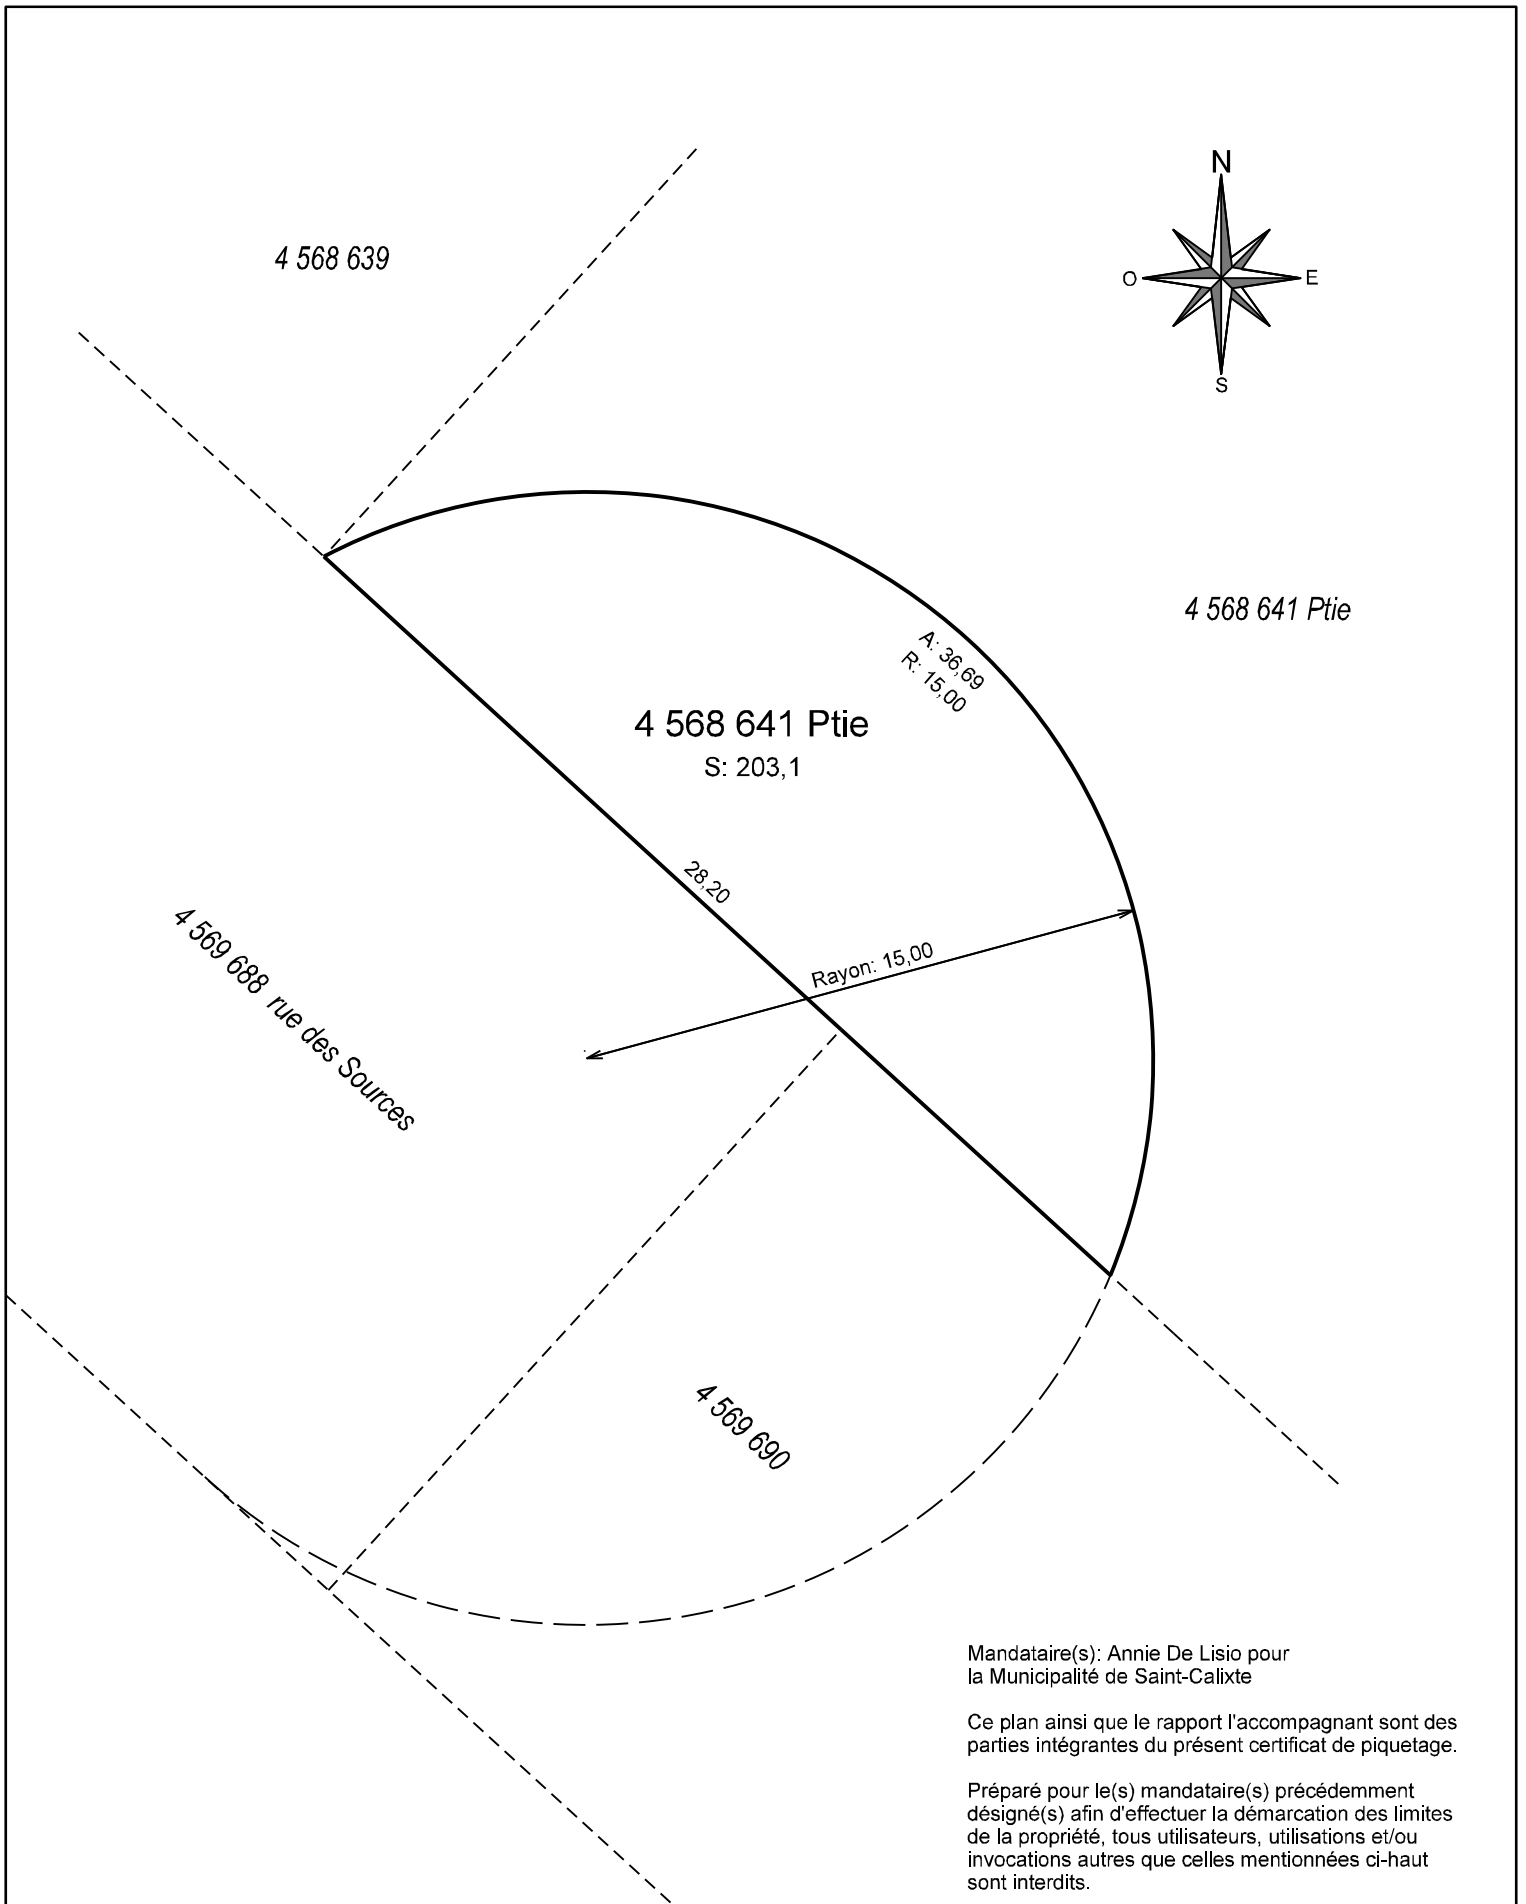 N
4 568 639
O
E
S
4 568 641 Ptie
A: 36,69
R: 15,00
4 568 641 Ptie
S: 203,1
28,20
Rayon: 15,00
4 569 688 rue des Sources
4 569 690
Mandataire(s): Annie De Lisio pour
la Municipalité de Saint-Calixte
Ce plan ainsi que le rapport l'accompagnant sont des
parties intégrantes du présent certificat de piquetage.
Préparé pour le(s) mandataire(s) précédemment
désigné(s) afin d'effectuer la démarcation des limites
de la propriété, tous utilisateurs, utilisations et/ou
invocations autres que celles mentionnées ci-haut
sont interdits.